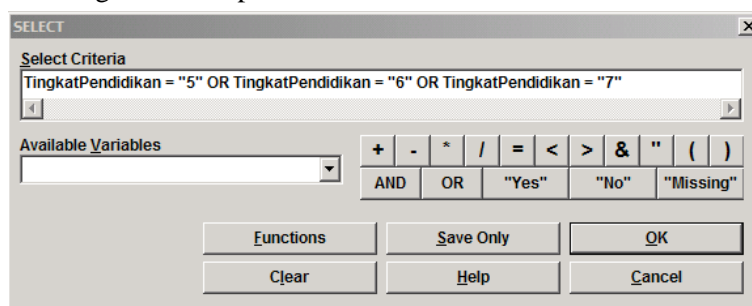 SELECT
Select Criteria
TingkatPendidikan = "5" OR TingkatPendidikan = "6" OR TingkatPendidikan = "7"
Available Variables
+ - * / = < > & " ( )
AND OR "Yes" "No" "Missing"
Functions Save Only OK
Clear Help Cancel